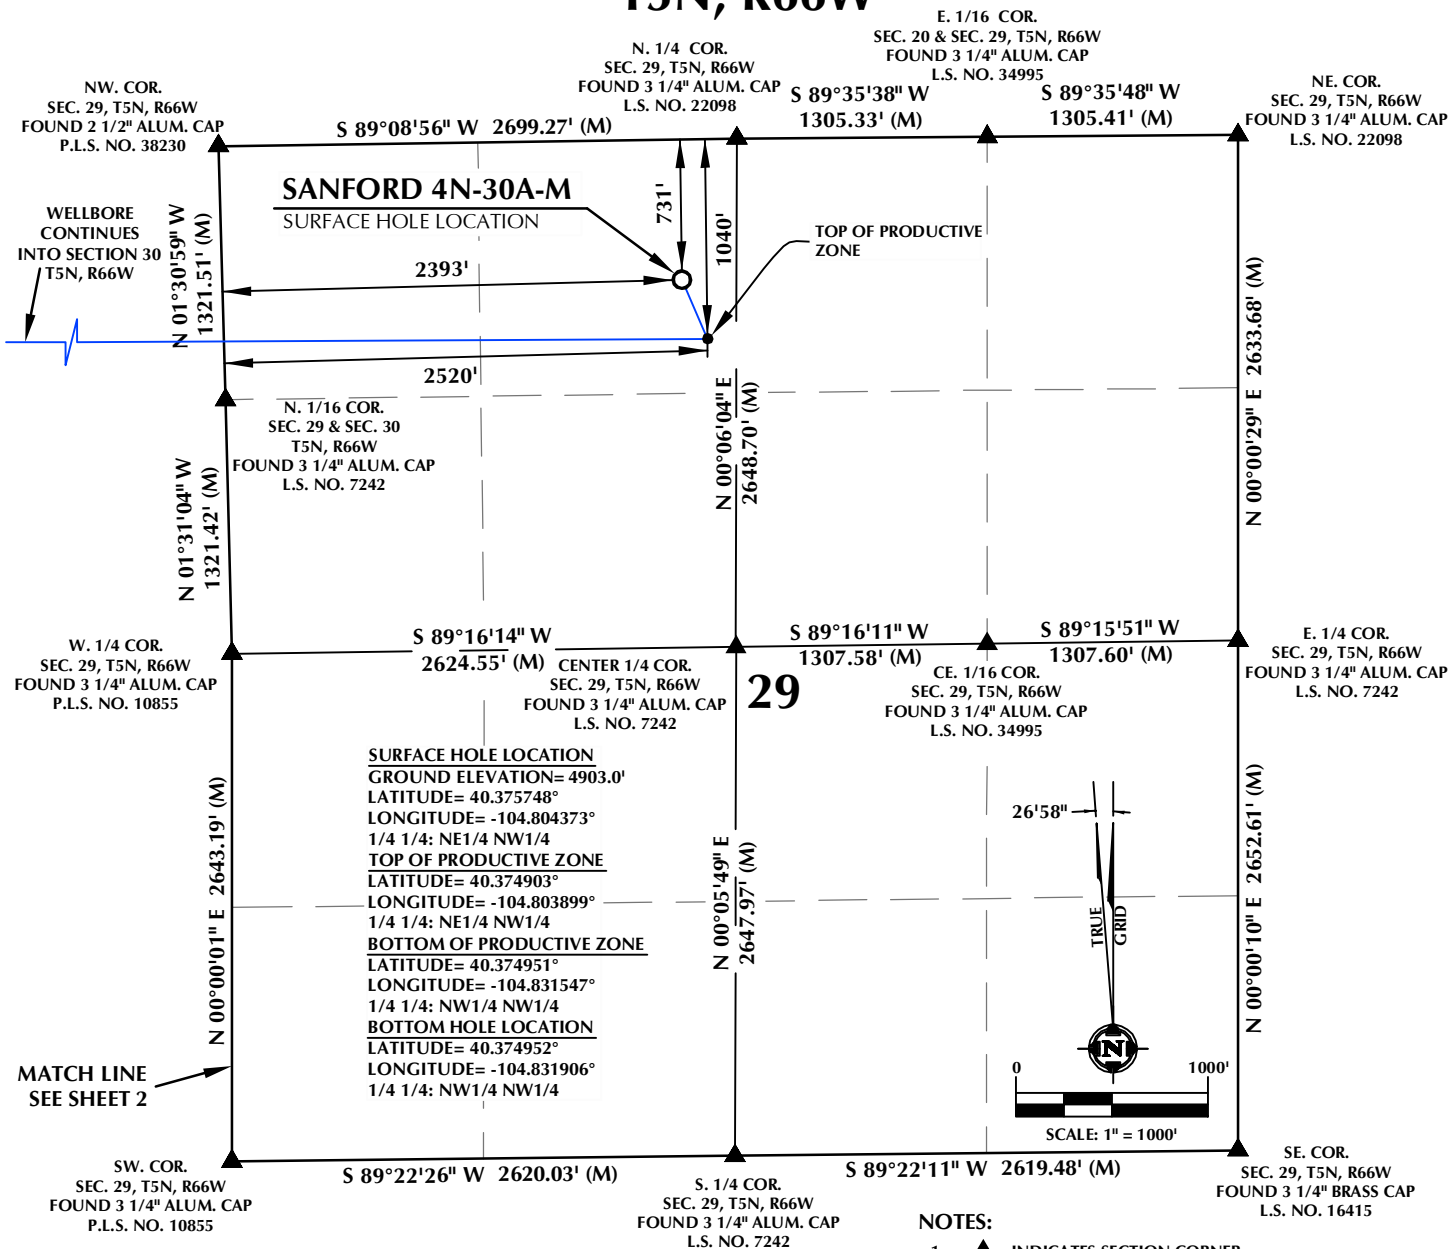 T5N, R66W
E. 1/16 COR.
SEC. 20 & SEC. 29, T5N, R66W
FOUND 3 1/4" ALUM. CAP
L.S. NO. 34995
N. 1/4 COR.
SEC. 29, T5N, R66W
FOUND 3 1/4" ALUM. CAP
L.S. NO. 22098
NW. COR.
SEC. 29, T5N, R66W
FOUND 2 1/2" ALUM. CAP
P.L.S. NO. 38230
NE. COR.
SEC. 29, T5N, R66W
FOUND 3 1/4" ALUM. CAP
L.S. NO. 22098
S 89°08'56" W 2699.27' (M)
S 89°35'38" W
1305.33' (M)
S 89°35'48" W
1305.41' (M)
SANFORD 4N-30A-M
SURFACE HOLE LOCATION
731'
1040'
TOP OF PRODUCTIVE
ZONE
WELLBORE
CONTINUES
INTO SECTION 30
T5N, R66W
N 01°30'59" W
1321.51' (M)
2393'
2520'
N 00°06'04" E
2648.70' (M)
N 00°00'29" E 2633.68' (M)
N. 1/16 COR.
SEC. 29 & SEC. 30
T5N, R66W
FOUND 3 1/4" ALUM. CAP
L.S. NO. 7242
N 01°31'04" W
1321.42' (M)
W. 1/4 COR.
SEC. 29, T5N, R66W
FOUND 3 1/4" ALUM. CAP
P.L.S. NO. 10855
S 89°16'14" W
2624.55' (M)
S 89°16'11" W
1307.58' (M)
S 89°15'51" W
1307.60' (M)
E. 1/4 COR.
SEC. 29, T5N, R66W
FOUND 3 1/4" ALUM. CAP
L.S. NO. 7242
CENTER 1/4 COR.
SEC. 29, T5N, R66W
FOUND 3 1/4" ALUM. CAP
L.S. NO. 7242
29
CE. 1/16 COR.
SEC. 29, T5N, R66W
FOUND 3 1/4" ALUM. CAP
L.S. NO. 34995
SURFACE HOLE LOCATION
GROUND ELEVATION= 4903.0'
LATITUDE= 40.375748°
LONGITUDE= -104.804373°
1/4 1/4: NE1/4 NW1/4
TOP OF PRODUCTIVE ZONE
LATITUDE= 40.374903°
LONGITUDE= -104.803899°
1/4 1/4: NE1/4 NW1/4
BOTTOM OF PRODUCTIVE ZONE
LATITUDE= 40.374951°
LONGITUDE= -104.831547°
1/4 1/4: NW1/4 NW1/4
BOTTOM HOLE LOCATION
LATITUDE= 40.374952°
LONGITUDE= -104.831906°
1/4 1/4: NW1/4 NW1/4
N 00°00'01" E 2643.19' (M)
N 00°05'49" E
2647.97' (M)
26'58"
TRUE
GRID
N
N 00°00'10" E 2652.61' (M)
0 1000'
SCALE: 1" = 1000'
MATCH LINE
SEE SHEET 2
SW. COR.
SEC. 29, T5N, R66W
FOUND 3 1/4" ALUM. CAP
P.L.S. NO. 10855
S 89°22'26" W 2620.03' (M)
S 89°22'11" W 2619.48' (M)
S. 1/4 COR.
SEC. 29, T5N, R66W
FOUND 3 1/4" ALUM. CAP
L.S. NO. 7242
SE. COR.
SEC. 29, T5N, R66W
FOUND 3 1/4" BRASS CAP
L.S. NO. 16415
NOTES:
1. INDICATES SECTION CORNER